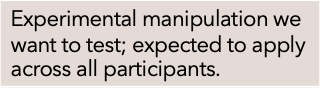 Experimental manipulation we
want to test; expected to apply
across all participants.